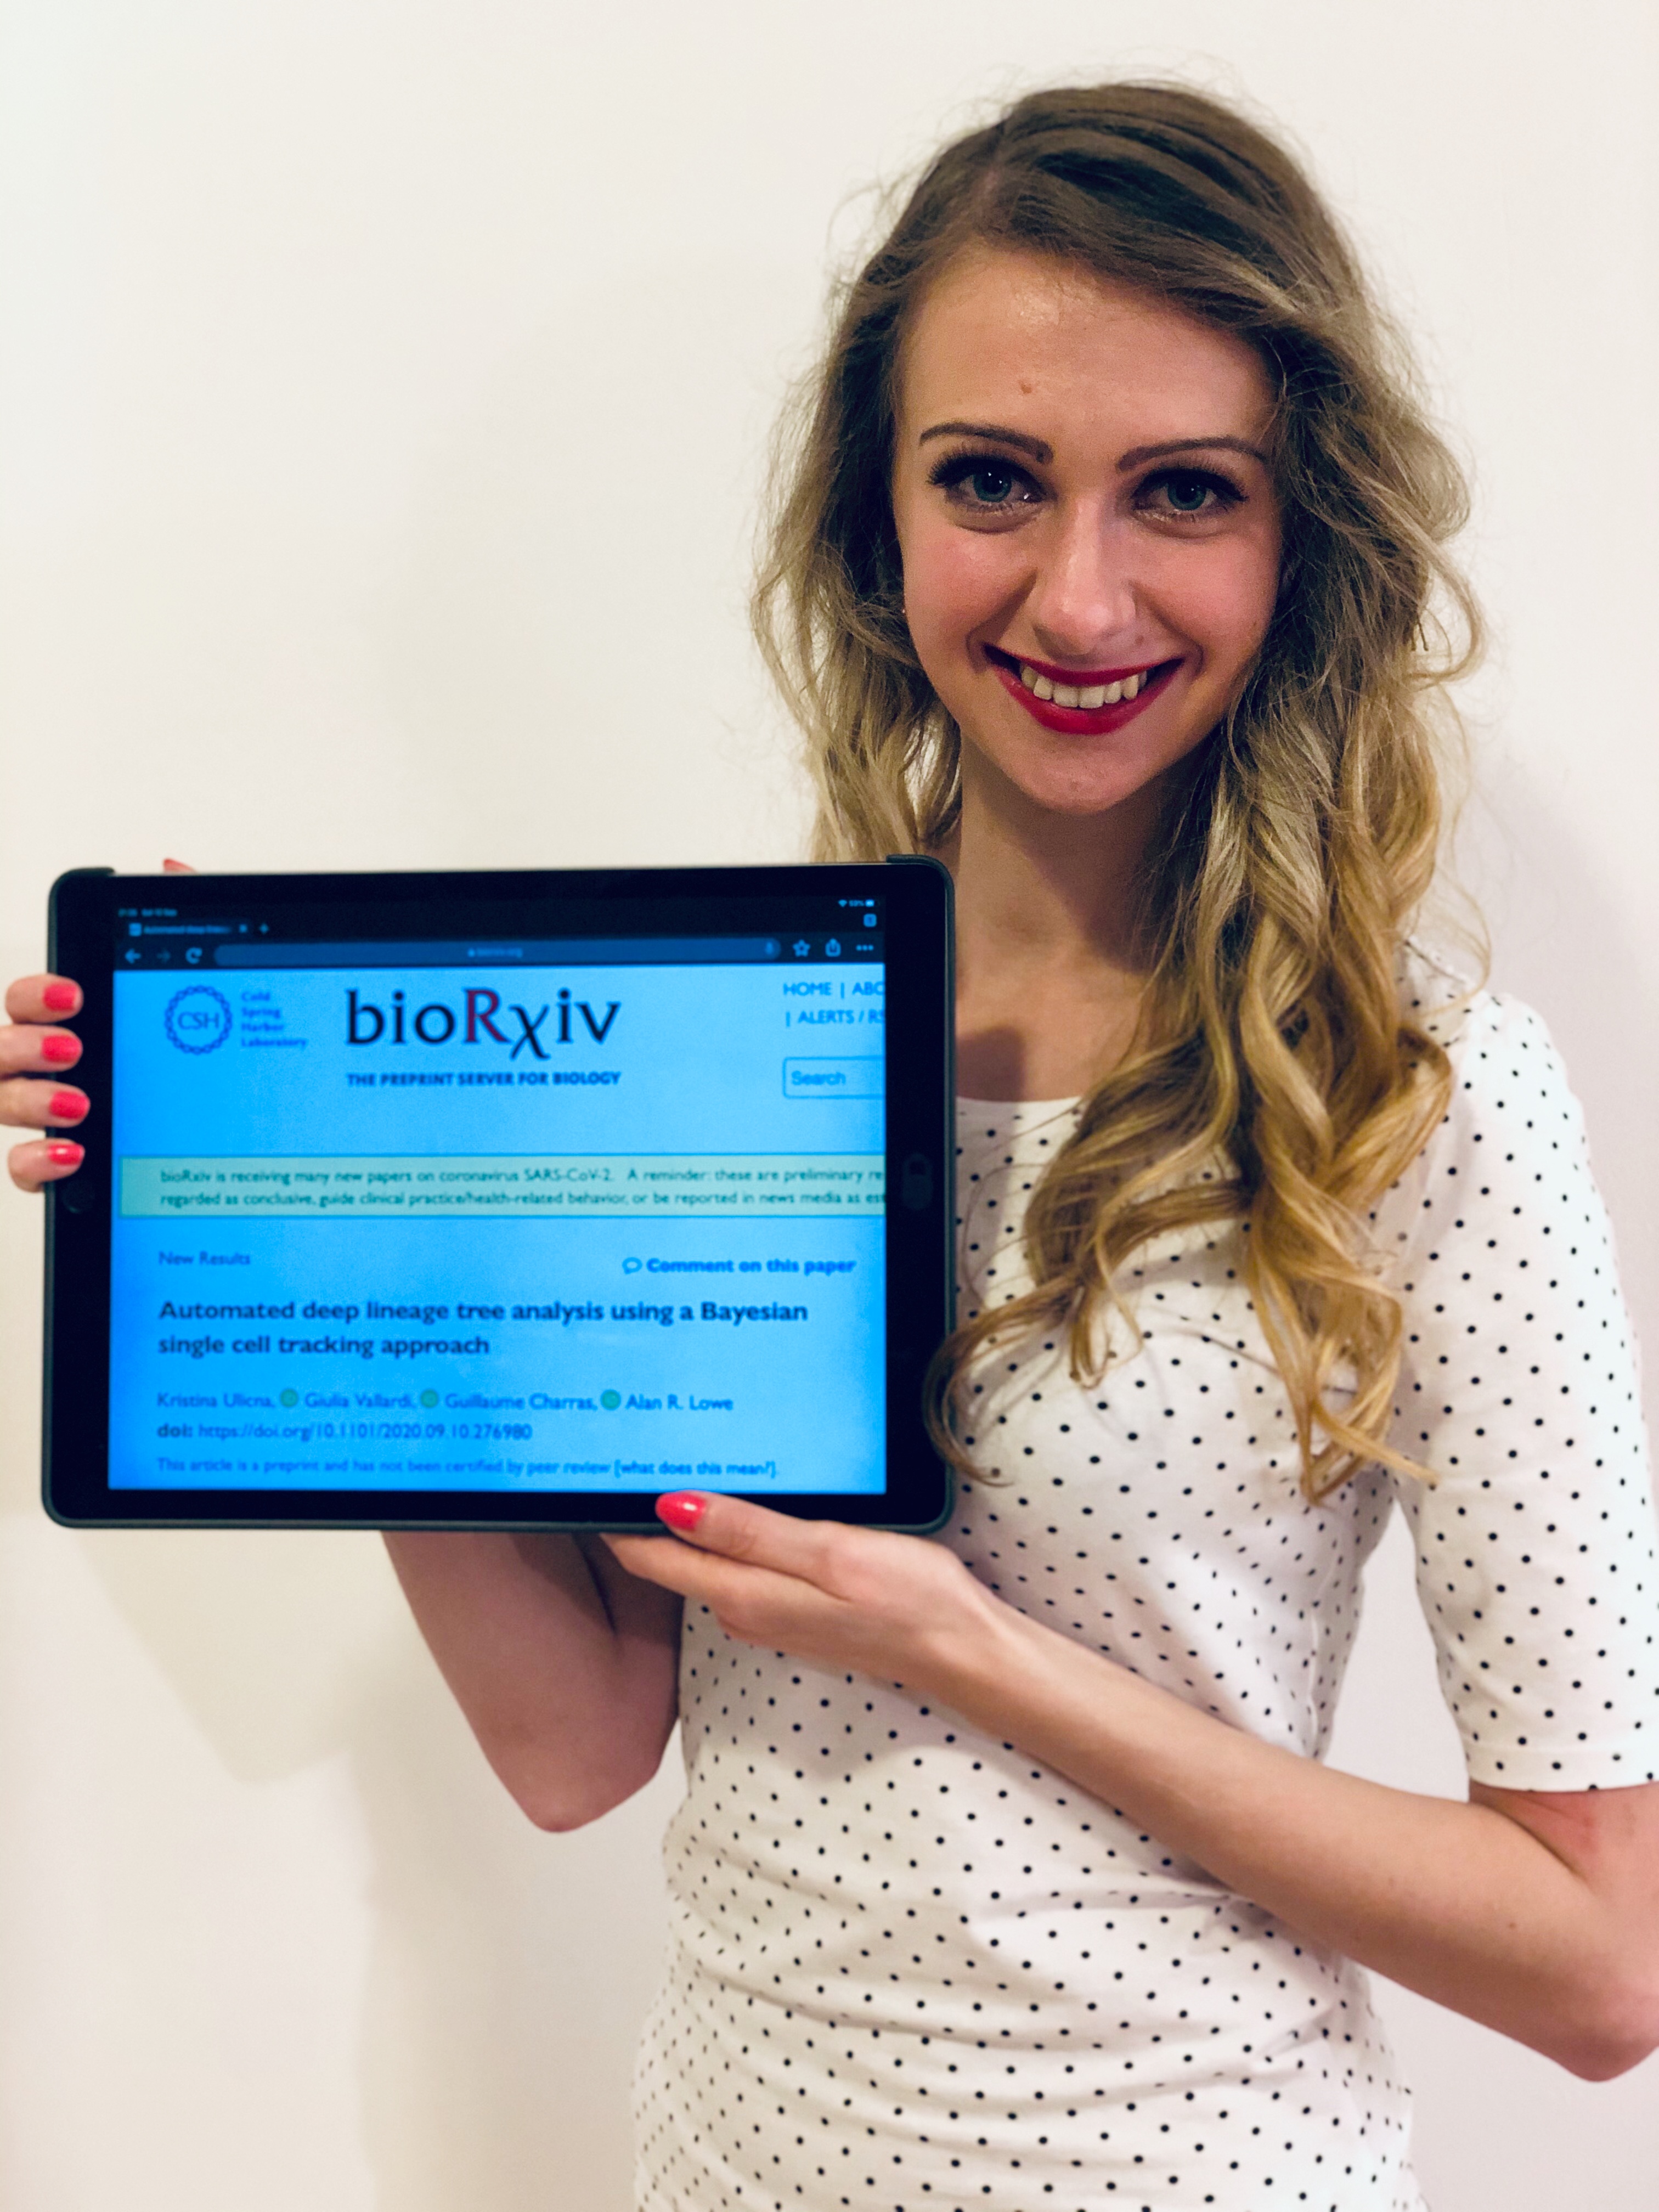 Automated deep
CSH
Cold
Spring
Harbor
Laboratory
bioRxiv
THE PREPRINT SERVER FOR BIOLOGY
HOME | ABO
| ALERTS / RS
Search
bioRxiv is receiving many new papers on coronavirus SARS-CoV-2. A reminder: these are preliminary re
regarded as conclusive, guide clinical practice/health-related behavior, or be reported in news media as est
New Results
Comment on this paper
Automated deep lineage tree analysis using a Bayesian
single cell tracking approach
Kristina Ulicna, Giulia Vallardi, Guillaume Charras, Alan R. Lowe
doi: https://doi.org/10.1101/2020.09.10.276980
This article is a preprint and has not been certified by peer review [what does this mean?].